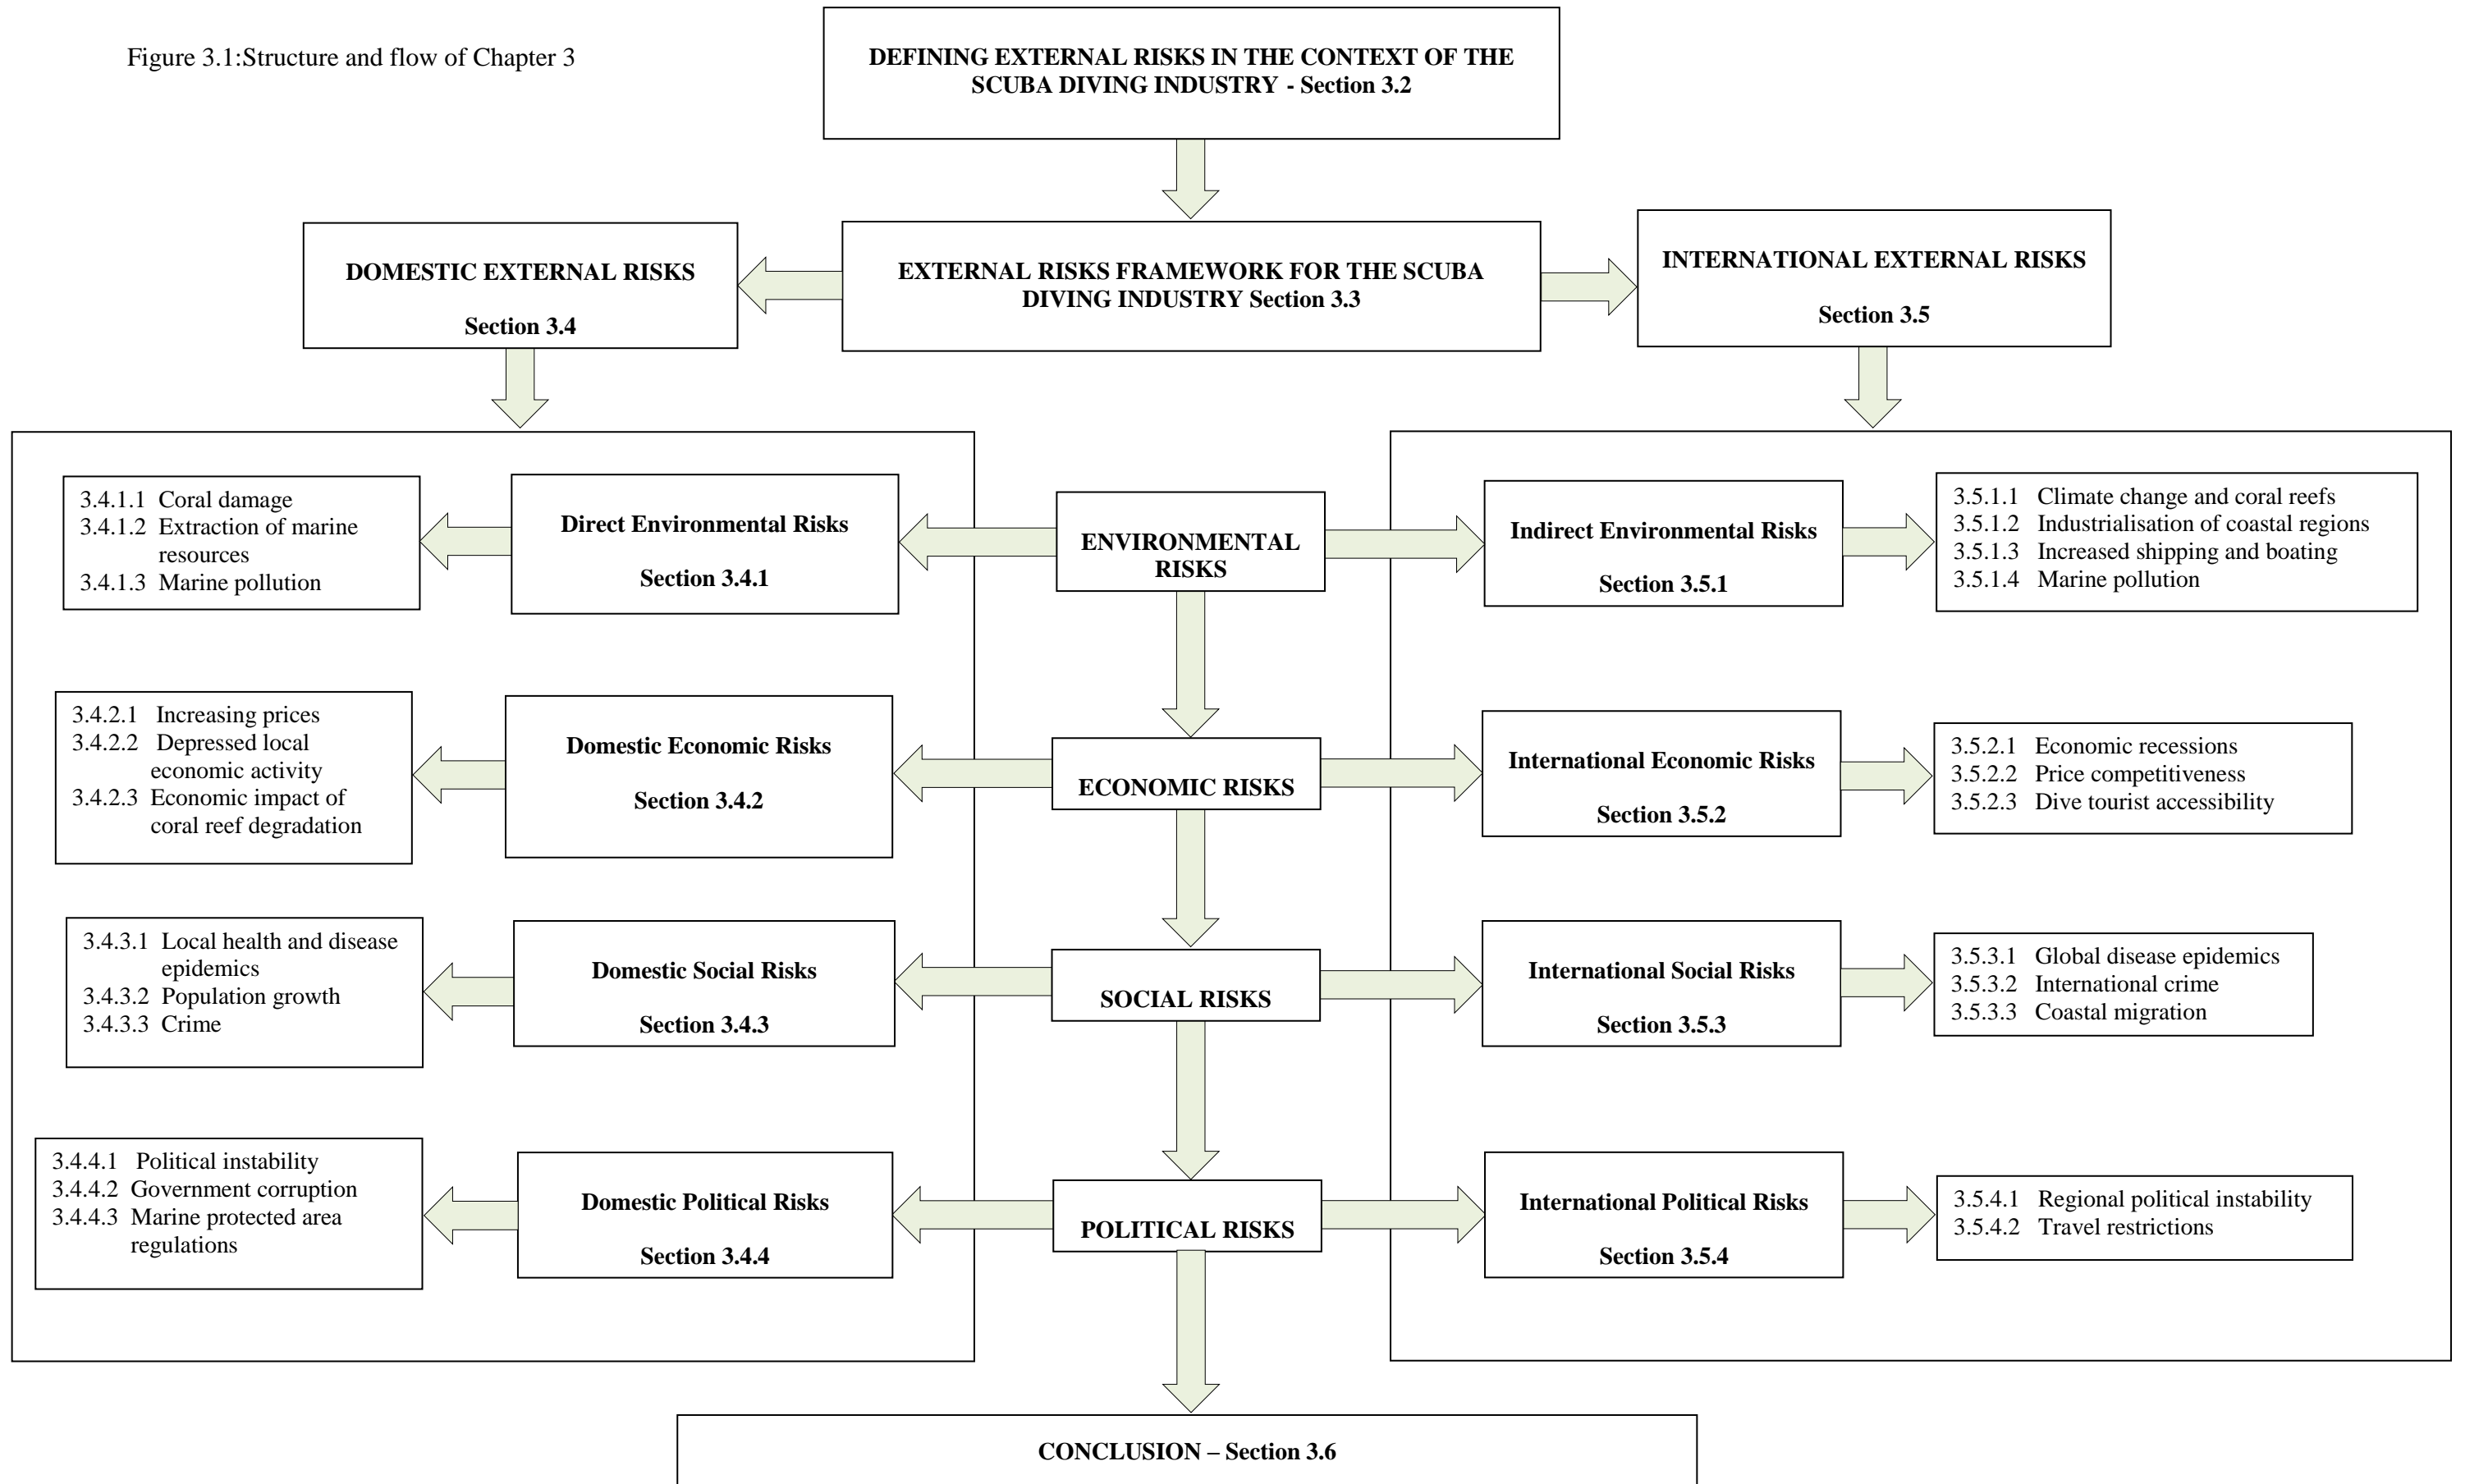 Figure 3.1:Structure and flow of Chapter 3
DEFINING EXTERNAL RISKS IN THE CONTEXT OF THE
SCUBA DIVING INDUSTRY - Section 3.2
DOMESTIC EXTERNAL RISKS
Section 3.4
EXTERNAL RISKS FRAMEWORK FOR THE SCUBA
DIVING INDUSTRY Section 3.3
INTERNATIONAL EXTERNAL RISKS
Section 3.5
3.4.1.1 Coral damage
3.4.1.2 Extraction of marine
resources
3.4.1.3 Marine pollution
Direct Environmental Risks
Section 3.4.1
ENVIRONMENTAL
RISKS
Indirect Environmental Risks
Section 3.5.1
3.5.1.1 Climate change and coral reefs
3.5.1.2 Industrialisation of coastal regions
3.5.1.3 Increased shipping and boating
3.5.1.4 Marine pollution
3.4.2.1 Increasing prices
3.4.2.2 Depressed local
economic activity
3.4.2.3 Economic impact of
coral reef degradation
Domestic Economic Risks
Section 3.4.2
ECONOMIC RISKS
International Economic Risks
Section 3.5.2
3.5.2.1 Economic recessions
3.5.2.2 Price competitiveness
3.5.2.3 Dive tourist accessibility
3.4.3.1 Local health and disease
epidemics
3.4.3.2 Population growth
3.4.3.3 Crime
Domestic Social Risks
Section 3.4.3
SOCIAL RISKS
International Social Risks
Section 3.5.3
3.5.3.1 Global disease epidemics
3.5.3.2 International crime
3.5.3.3 Coastal migration
3.4.4.1 Political instability
3.4.4.2 Government corruption
3.4.4.3 Marine protected area
regulations
Domestic Political Risks
Section 3.4.4
POLITICAL RISKS
International Political Risks
Section 3.5.4
3.5.4.1 Regional political instability
3.5.4.2 Travel restrictions
CONCLUSION – Section 3.6